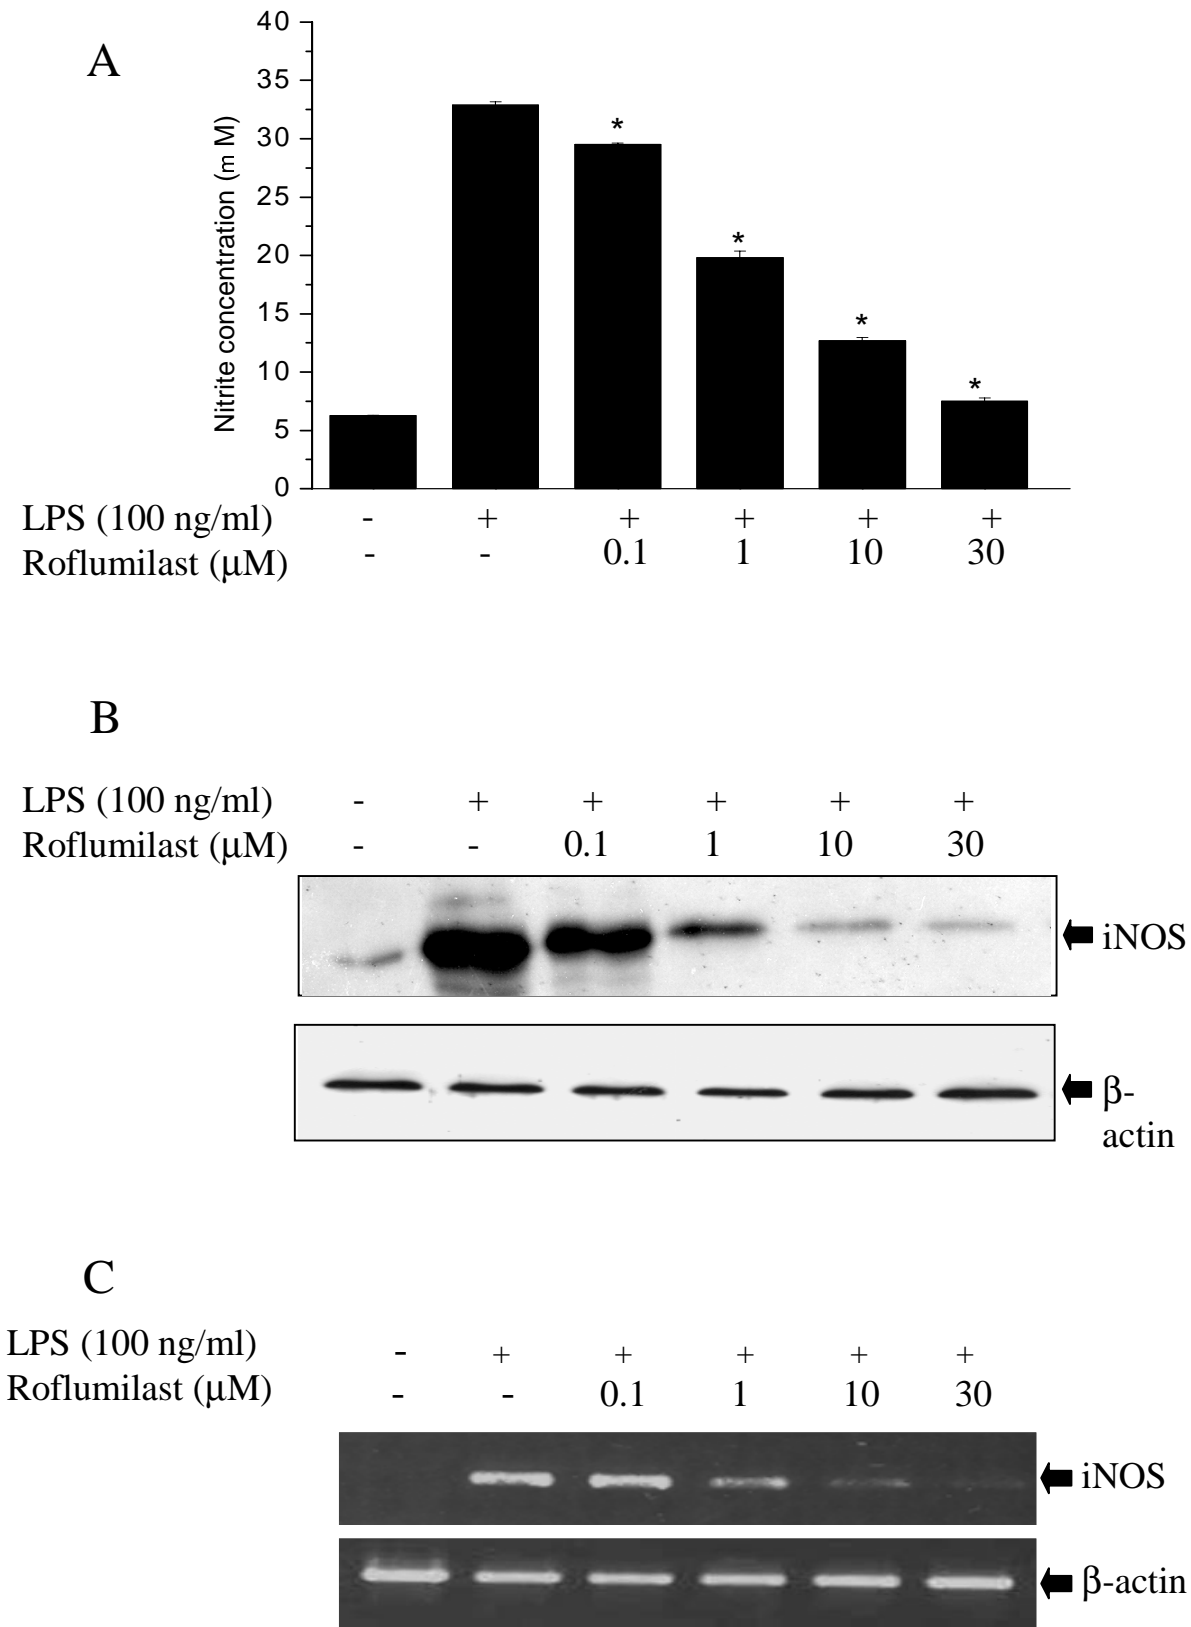 A
40
35
30
25
20
15
10
5
0
Nitrite concentration (m M)
* * * * *
LPS (100 ng/ml) - + + + + +
Roflumilast (μM) - - 0.1 1 10 30
B
LPS (100 ng/ml) - + + + + +
Roflumilast (μM) - - 0.1 1 10 30
iNOS
β-
actin
C
LPS (100 ng/ml) - + + + + +
Roflumilast (μM) - - 0.1 1 10 30
iNOS
β-actin